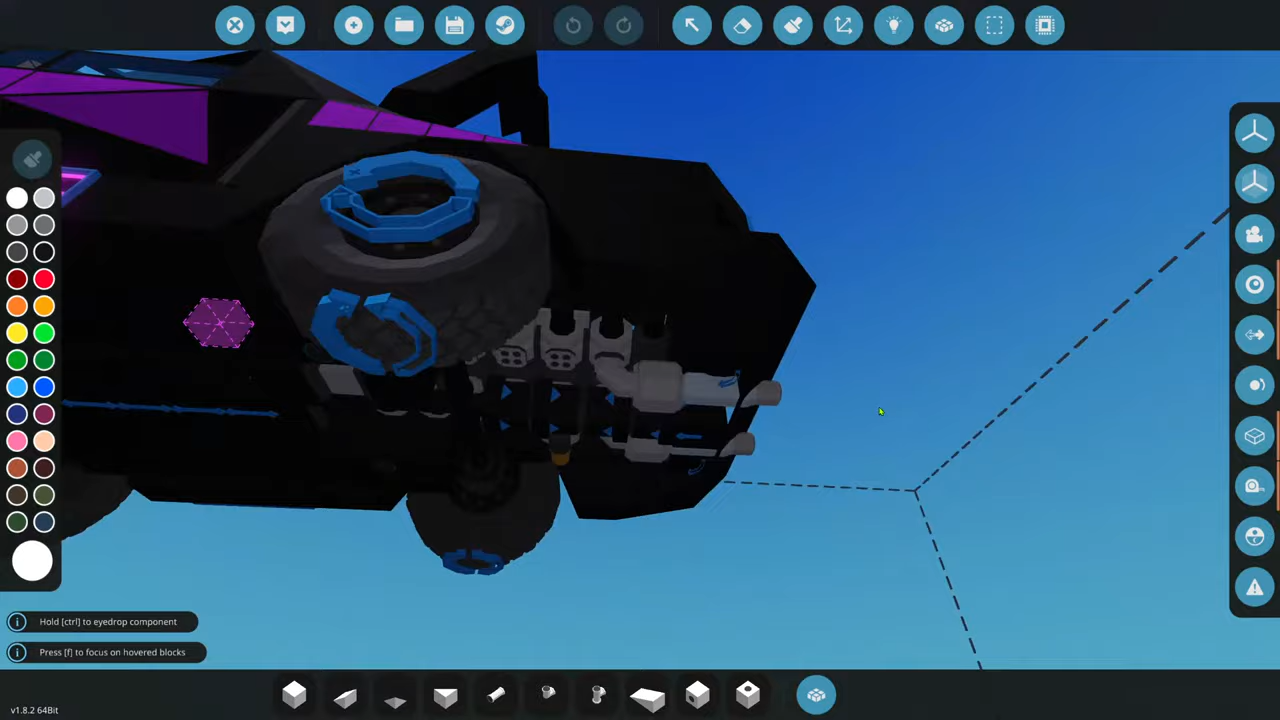 Hold [ctrl] to eyedrop component
Press [f] to focus on hovered blocks
v1.8.2 64Bit